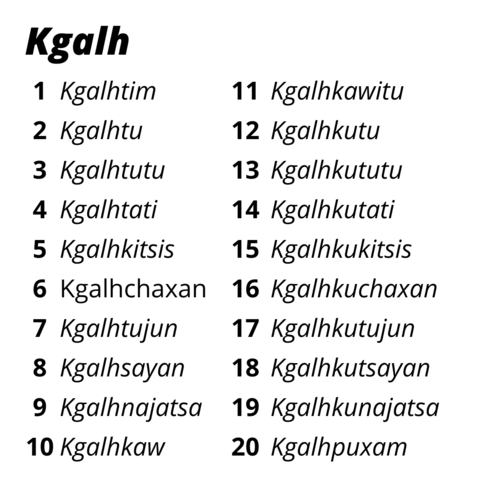 Kgalh
1 Kgalhtim
2 Kgalhtu
3 Kgalhtutu
4 Kgalhtati
5 Kgalhkitsis
6 Kgalhchaxan
7 Kgalhtujun
8 Kgalhsayan
9 Kgalhnajatsa
10 Kgalhkaw
11 Kgalhkawitu
12 Kgalhkutu
13 Kgalhkututu
14 Kgalhkutati
15 Kgalhkukitsis
16 Kgalhkuchaxan
17 Kgalhkutujun
18 Kgalhkutsayan
19 Kgalhkunajatsa
20 Kgalhpuxam